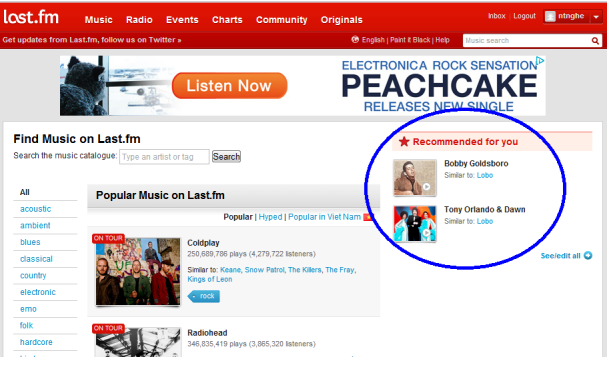 lost.fm
Music Radio Events Charts Community Originals
Inbox | Logout ntnghe
Get updates from Last.fm, follow us on Twitter »
English | Paint it Black | Help
Music search
Listen Now
ELECTRONICA ROCK SENSATION
PEACHCAKE
RELEASES NEW SINGLE
Find Music on Last.fm
Search the music catalogue: Type an artist or tag Search
All
acoustic
ambient
blues
classical
country
electronic
emo
folk
hardcore
Popular Music on Last.fm
Popular | Hyped | Popular in Viet Nam
ON TOUR
Coldplay
250,689,786 plays (4,279,722 listeners)
Similar to: Keane, Snow Patrol, The Killers, The Fray,
Kings of Leon
rock
ON TOUR
Radiohead
346,835,419 plays (3,865,320 listeners)
Recommended for you
Bobby Goldsboro
Similar to: Lobo
Tony Orlando & Dawn
Similar to: Lobo
See/edit all